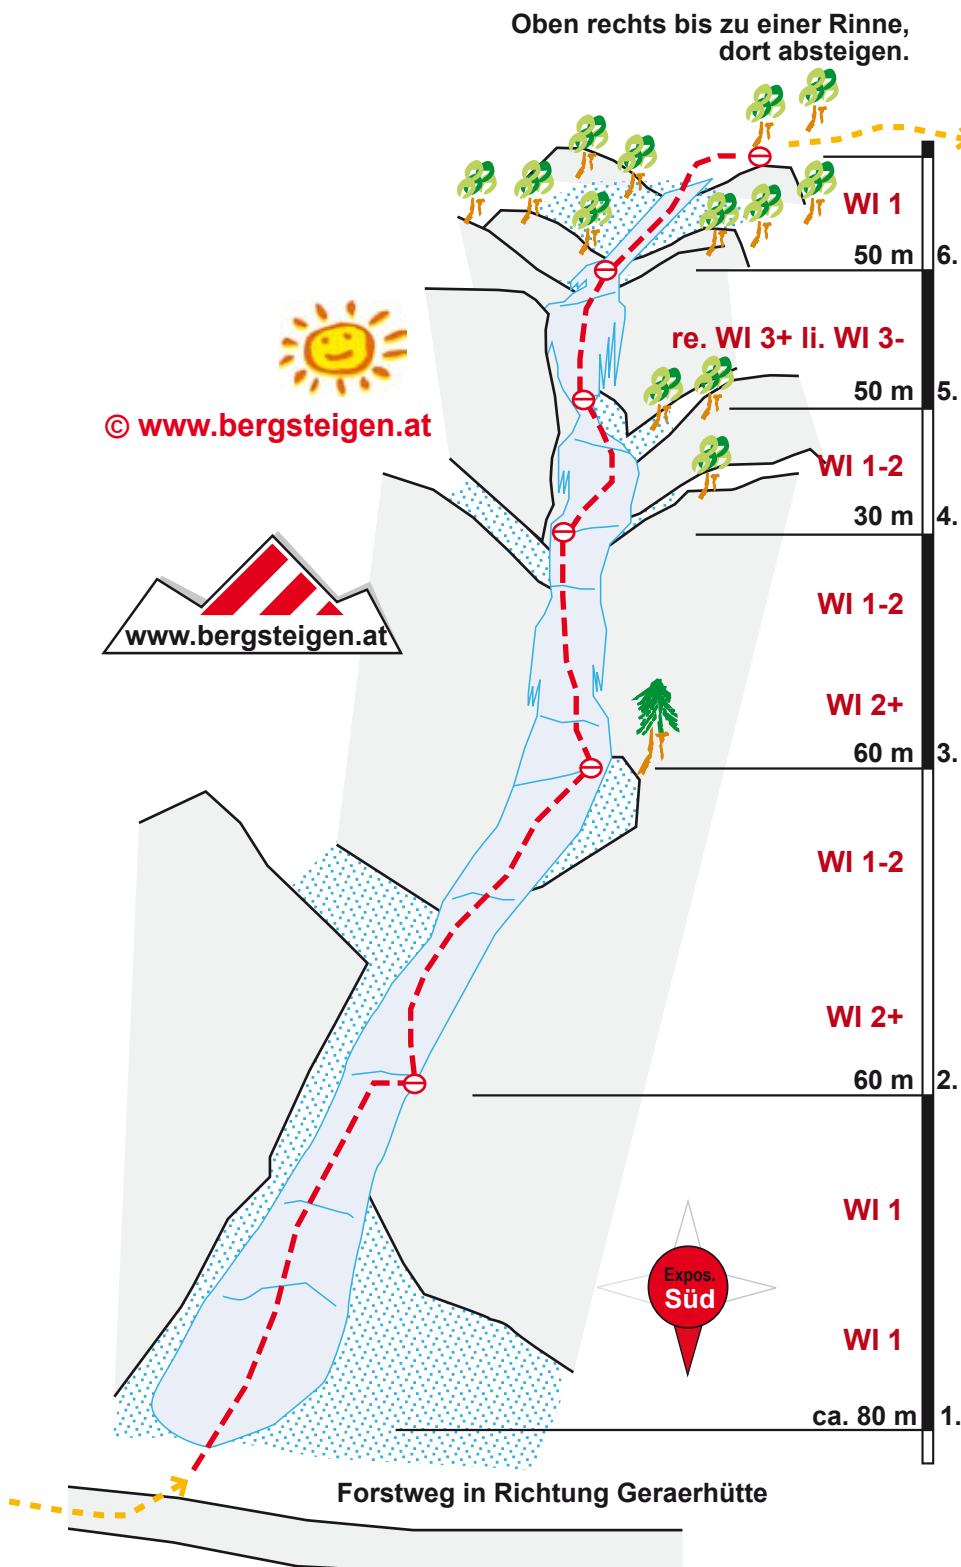 Oben rechts bis zu einer Rinne,
dort absteigen.
WI 1
50 m 6.
re. WI 3+ li. WI 3-
© www.bergsteigen.at
50 m 5.
WI 1-2
30 m 4.
WI 1-2
www.bergsteigen.at
WI 2+
60 m 3.
WI 1-2
WI 2+
60 m 2.
WI 1
Expos.
Süd
WI 1
ca. 80 m 1.
Forstweg in Richtung Geraerhütte